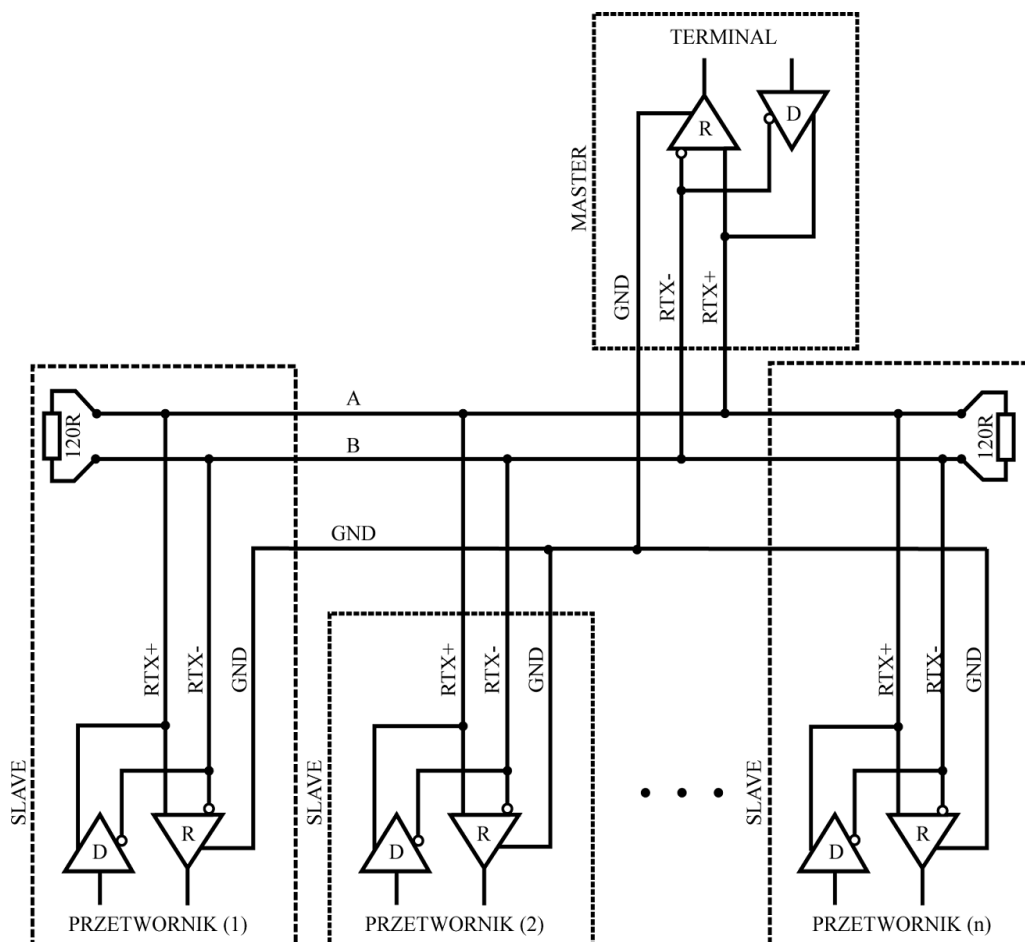 TERMINAL
R
D
MASTER
GND
RTX-
RTX+
120R
A
B
120R
GND
RTX+
RTX-
GND
RTX+
RTX-
GND
RTX+
RTX-
GND
SLAVE
D
R
SLAVE
D
R
SLAVE
D
R
PRZETWORNIK (1)
PRZETWORNIK (2)
PRZETWORNIK (n)